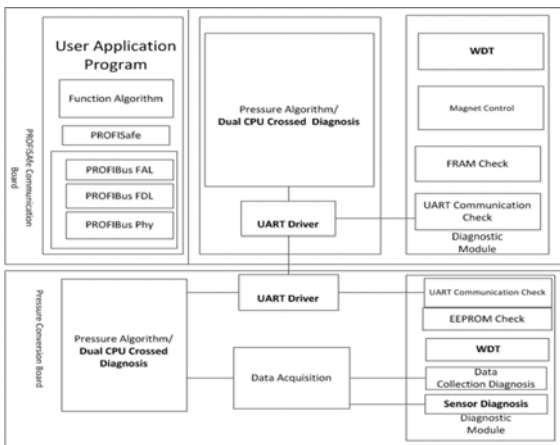 PROFISAfe Communication
Board
User Application
Program
Function Algorithm
PROFISafe
PROFIBus FAL
PROFIBus FDL
PROFIBus Phy
Pressure Algorithm/
Dual CPU Crossed Diagnosis
UART Driver
WDT
Magnet Control
FRAM Check
UART Communication
Check
Diagnostic
Module
Pressure Conversion Board
Pressure Algorithm/
Dual CPU Crossed
Diagnosis
UART Driver
Data Acquisition
UART Communication Check
EEPROM Check
WDT
Data
Collection Diagnosis
Sensor Diagnosis
Diagnostic
Module